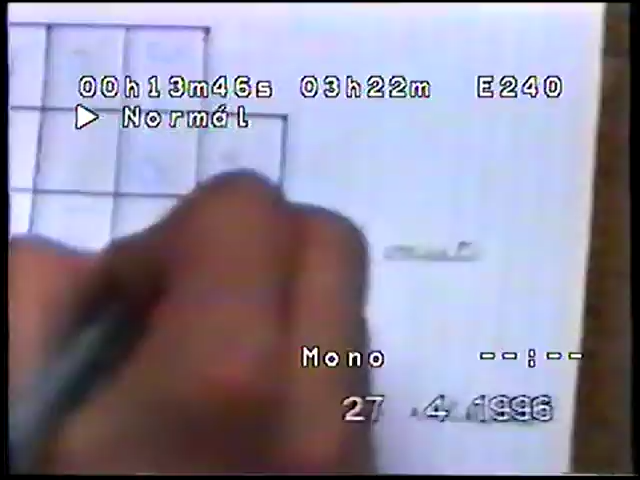 00h13m46s 03h22m E240
▶ Normál
Mono --:--
27 .4.1996